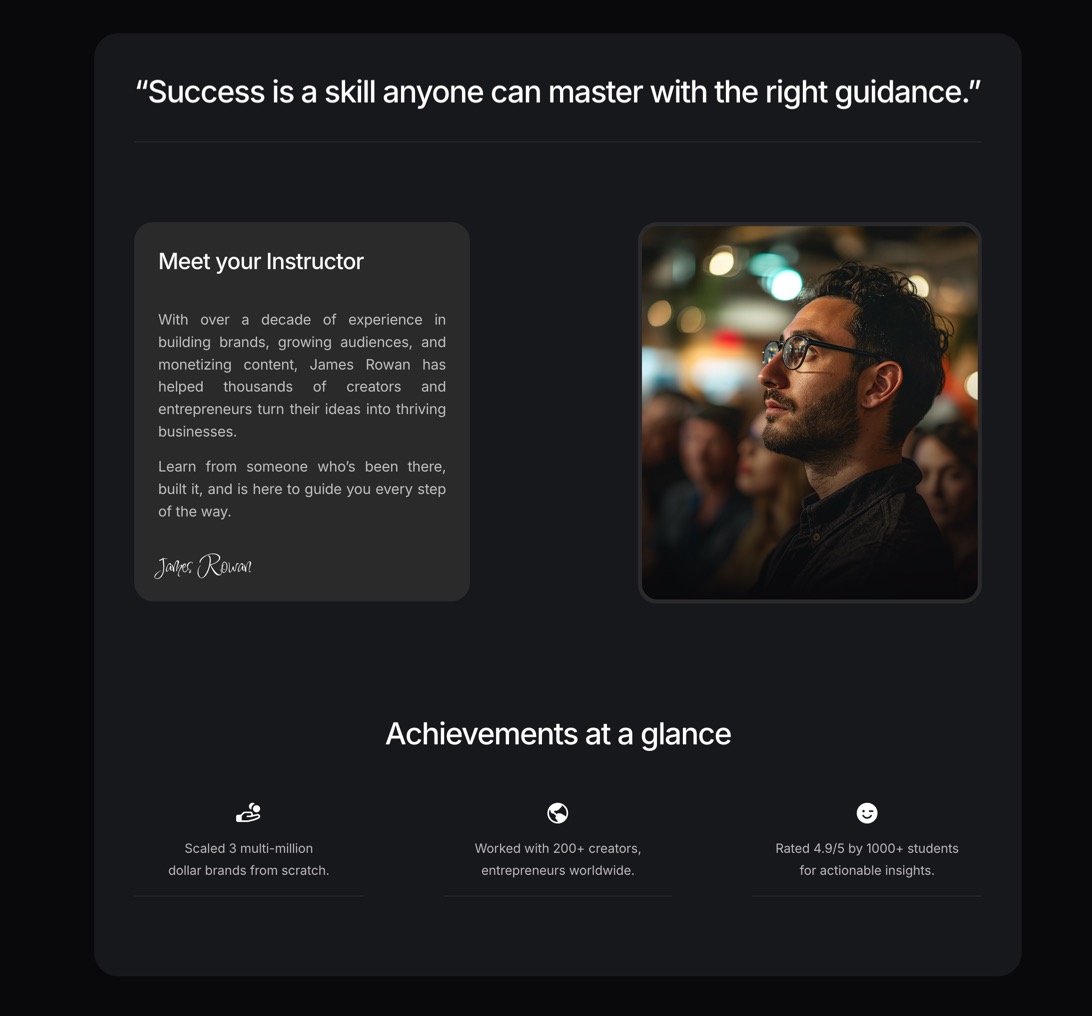 “Success is a skill anyone can master with the right guidance.”
Meet your Instructor
With over a decade of experience in
building brands, growing audiences, and
monetizing content, James Rowan has
helped thousands of creators and
entrepreneurs turn their ideas into thriving
businesses.
Learn from someone who’s been there,
built it, and is here to guide you every step
of the way.
James Rowan
Achievements at a glance
Scaled 3 multi-million
dollar brands from scratch.
Worked with 200+ creators,
entrepreneurs worldwide.
Rated 4.9/5 by 1000+ students
for actionable insights.